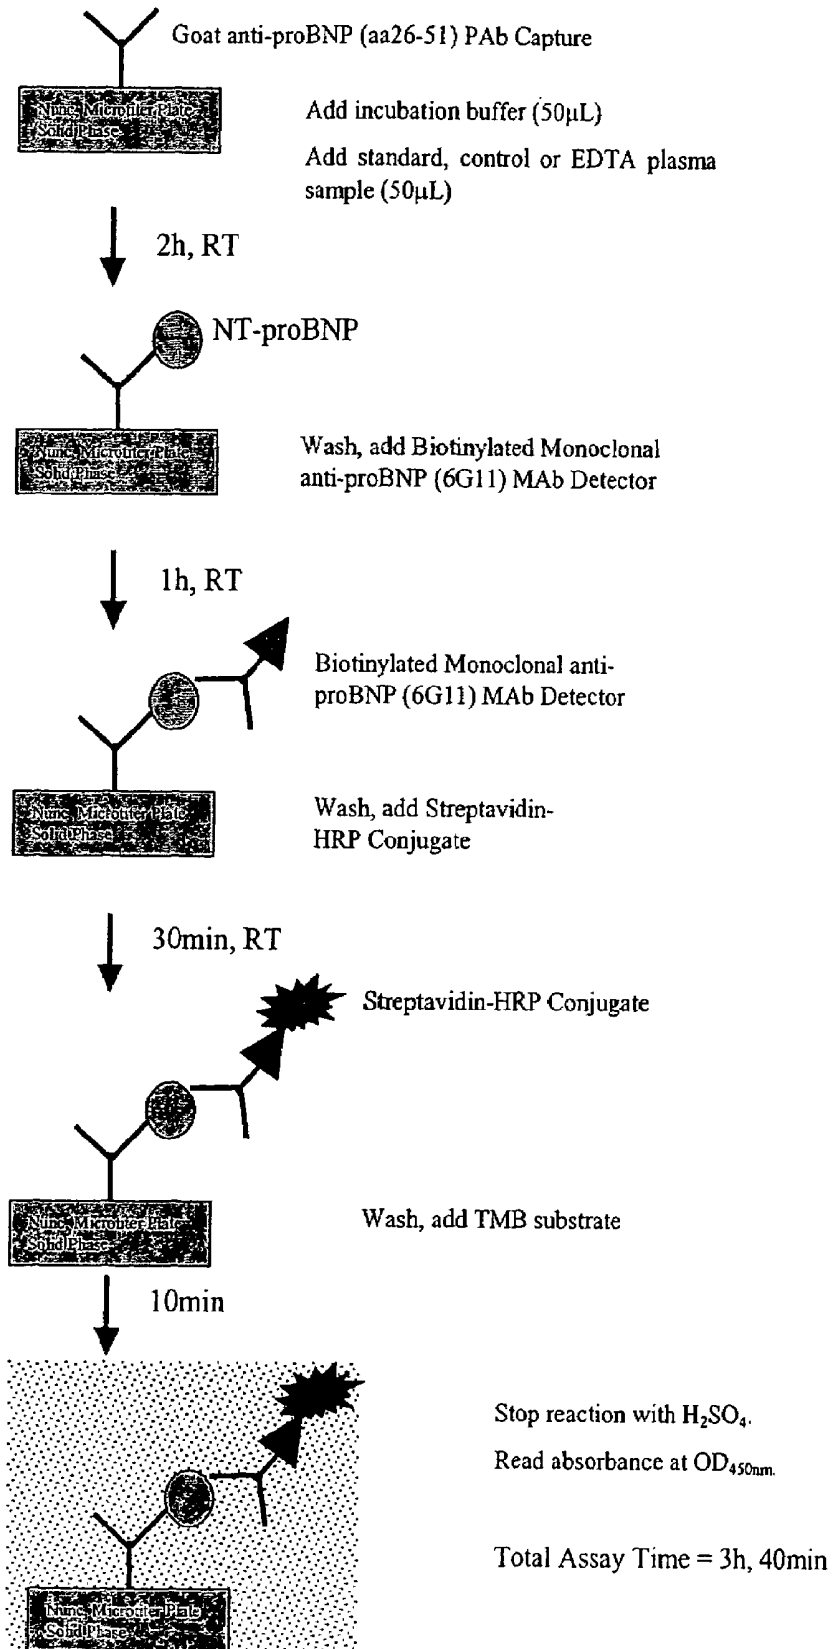 Goat anti-proBNP (aa26-51) PAb Capture
Nunc Microtiter Plate
Solid Phase
Add incubation buffer (50µL)
Add standard, control or EDTA plasma
sample (50µL)
2h, RT
NT-proBNP
Nunc Microtiter Plate
Solid Phase
Wash, add Biotinylated Monoclonal
anti-proBNP (6G11) MAb Detector
1h, RT
Biotinylated Monoclonal anti-
proBNP (6G11) MAb Detector
Nunc Microtiter Plate
Solid Phase
Wash, add Streptavidin-
HRP Conjugate
30min, RT
Streptavidin-HRP Conjugate
Nunc Microtiter Plate
Solid Phase
Wash, add TMB substrate
10min
Stop reaction with H₂SO₄.
Read absorbance at OD₄₅₀nm.
Total Assay Time = 3h, 40min
Nunc Microtiter Plate
Solid Phase